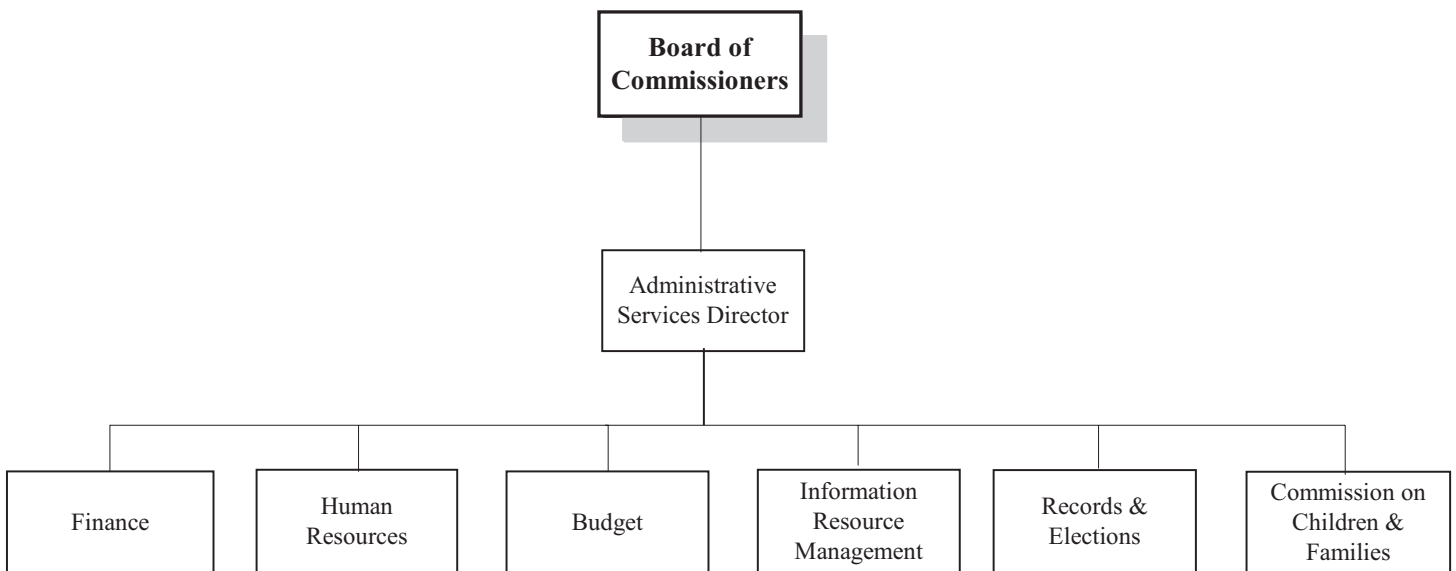 Board of
Commissioners
Administrative
Services Director
Finance
Human
Resources
Budget
Information
Resource
Management
Records &
Elections
Commission on
Children &
Families